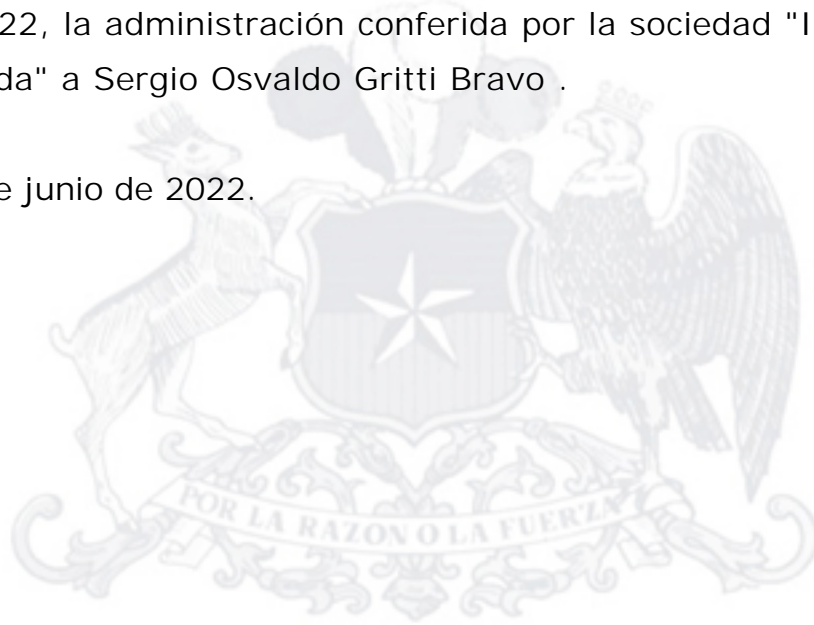 22, la administración conferida por la sociedad "I
da" a Sergio Osvaldo Gritti Bravo .
e junio de 2022.
POR LA RAZON O LA FUERZA